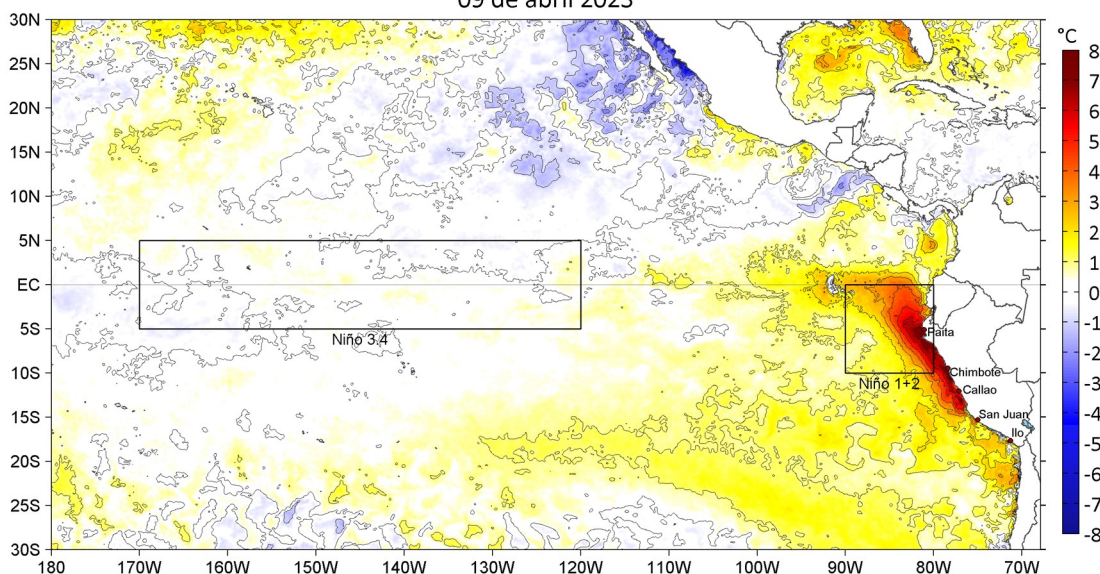 09 de abril 2023
°C
30N
25N
20N
15N
10N
5N
EC
5S
10S
15S
20S
25S
30S
Niño 3.4
Niño 1+2
Paita
Chimbote
Callao
San Juan
Ilo
180 170W 160W 150W 140W 130W 120W 110W 100W 90W 80W 70W
8
7
6
5
4
3
2
1
0
-1
-2
-3
-4
-5
-6
-7
-8